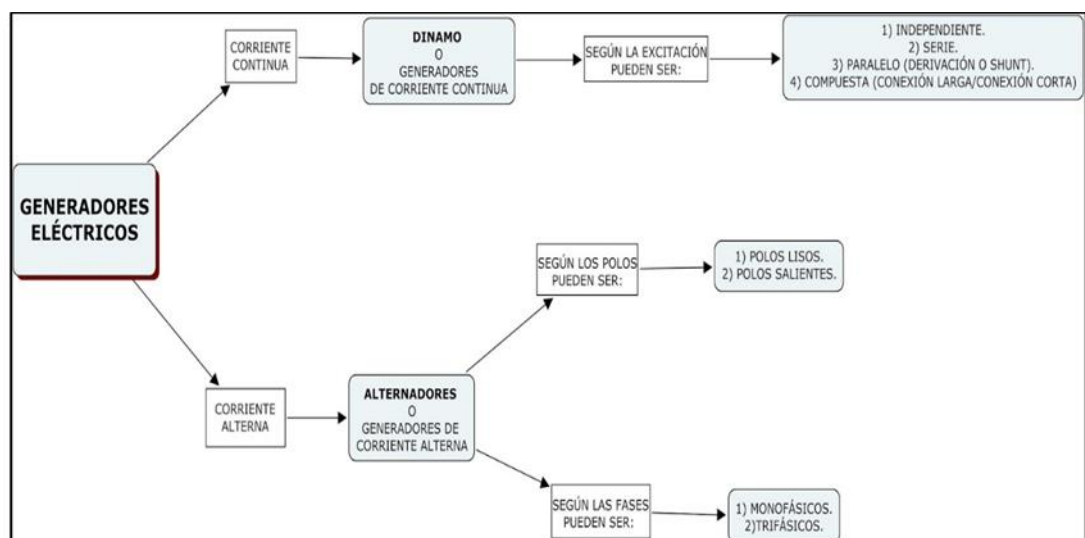 CORRIENTE
CONTINUA
DINAMO
O
GENERADORES
DE CORRIENTE CONTINUA
SEGÚN LA EXCITACIÓN
PUEDEN SER:
1) INDEPENDIENTE.
2) SERIE.
3) PARALELO (DERIVACIÓN O SHUNT).
4) COMPUESTA (CONEXIÓN LARGA/CONEXIÓN CORTA)
GENERADORES
ELÉCTRICOS
SEGÚN LOS POLOS
PUEDEN SER:
1) POLOS LISOS.
2) POLOS SALIENTES.
CORRIENTE
ALTERNA
ALTERNADORES
O
GENERADORES DE
CORRIENTE ALTERNA
SEGÚN LAS FASES
PUEDEN SER:
1) MONOFÁSICOS.
2)TRIFÁSICOS.